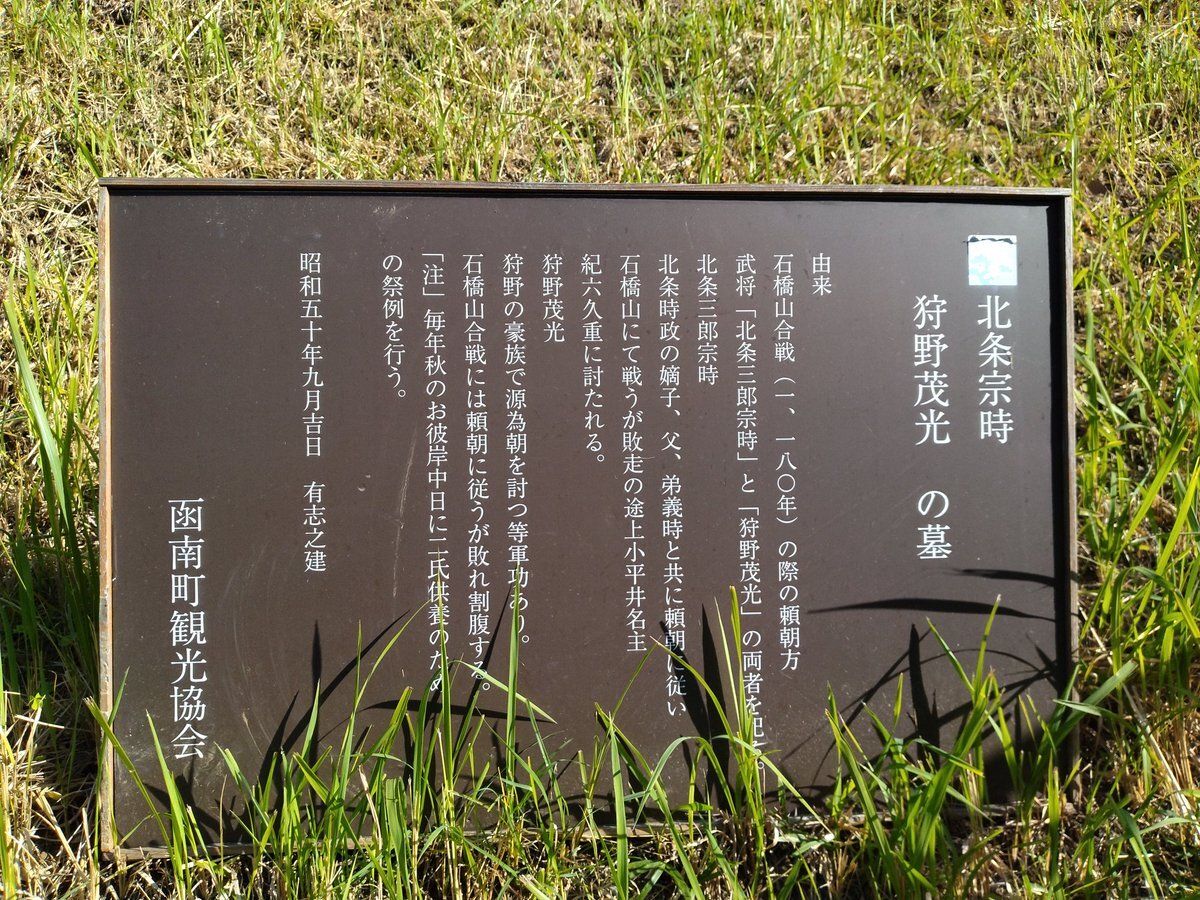 北条宗時
狩野茂光 の墓
由来
石橋山合戦(一、一八〇年)の際の頼朝方
武将「北条三郎宗時」と「狩野茂光」の両者を
北条三郎宗時
北条時政の嫡子、父、弟義時と共に頼朝に従い
石橋山にて戦うが敗走の途上小平井名主
紀六久重に討たれる。
狩野茂光
狩野の豪族で源為朝を討つ等軍功あり。
石橋山合戦には頼朝に従うが敗れ割腹する。
「注」毎年秋のお彼岸中日に二氏供養のため
の祭例を行う。
昭和五十年九月吉日 有志之建
函南町観光協会